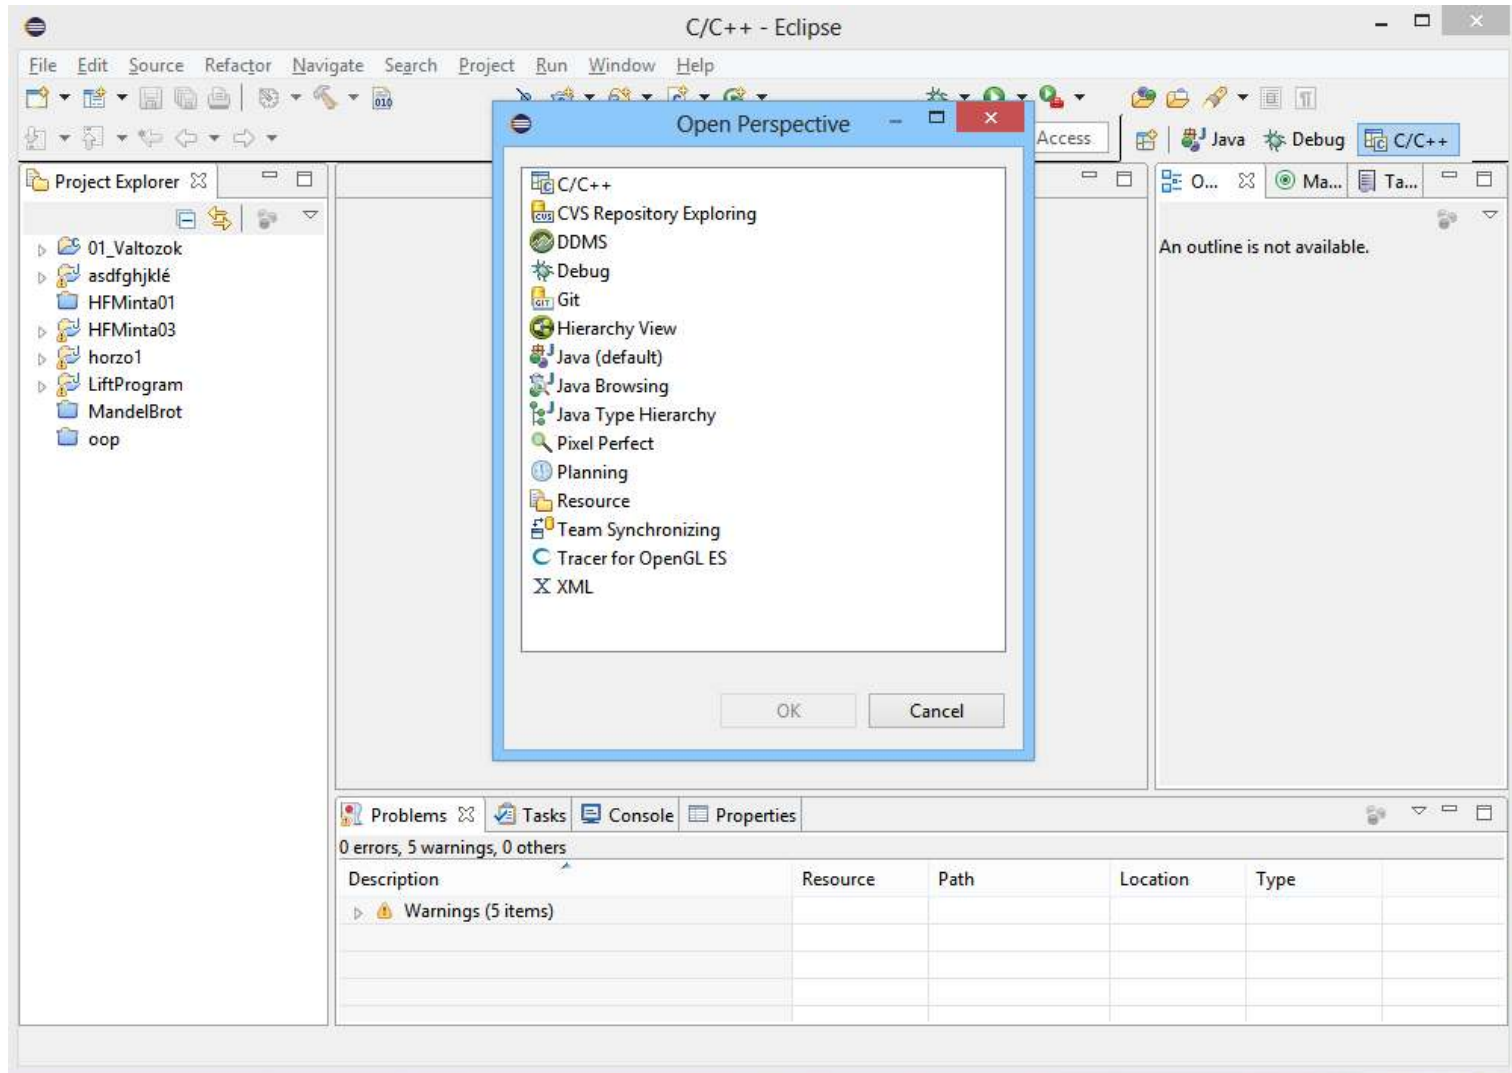 C/C++ - Eclipse
File Edit Source Refactor Navigate Search Project Run Window Help
010
Access
Java
Debug
C/C++
Project Explorer
01_Valtozok
asdfghjklé
HFMinta01
HFMinta03
horzo1
LiftProgram
MandelBrot
oop
Open Perspective
C/C++
CVS Repository Exploring
DDMS
Debug
Git
Hierarchy View
Java (default)
Java Browsing
Java Type Hierarchy
Pixel Perfect
Planning
Resource
Team Synchronizing
Tracer for OpenGL ES
XML
OK
Cancel
O...
Ma...
Ta...
An outline is not available.
Problems
Tasks
Console
Properties
0 errors, 5 warnings, 0 others
Description Resource Path Location Type
Warnings (5 items)